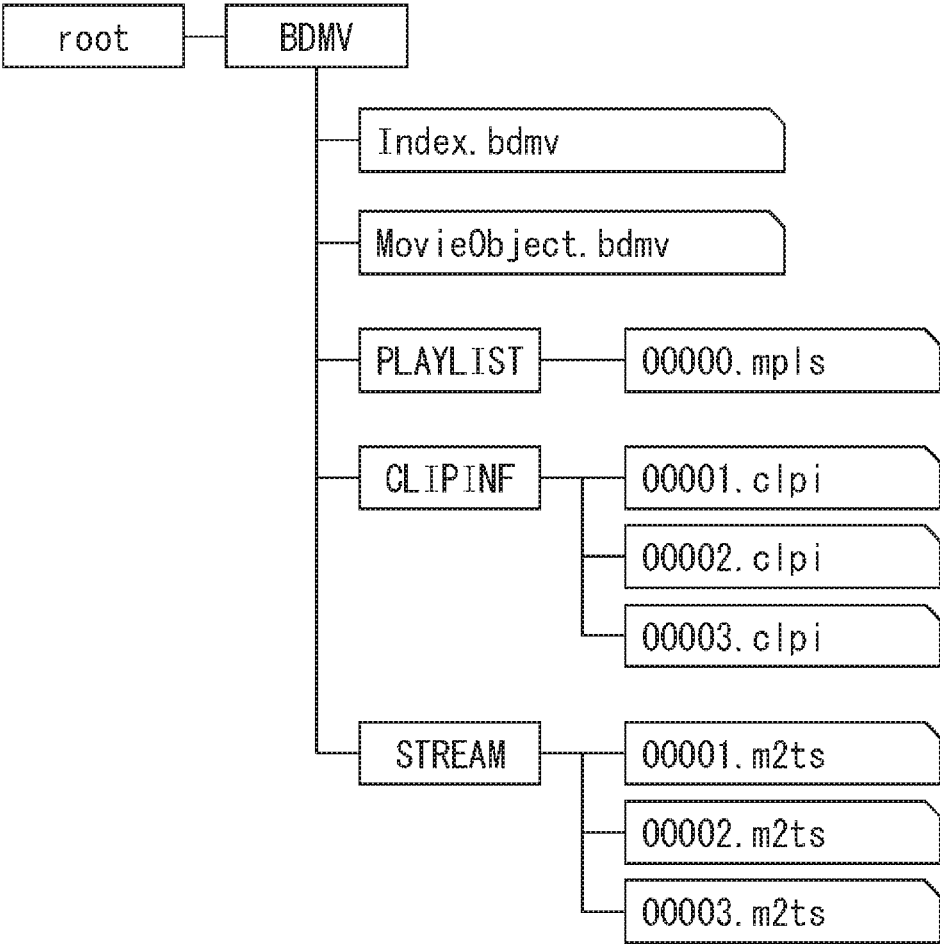 root BDMV
Index.bdmv
MovieObject.bdmv
PLAYLIST 00000.mpls
CLIPINF 00001.clpi
00002.clpi
00003.clpi
STREAM 00001.m2ts
00002.m2ts
00003.m2ts